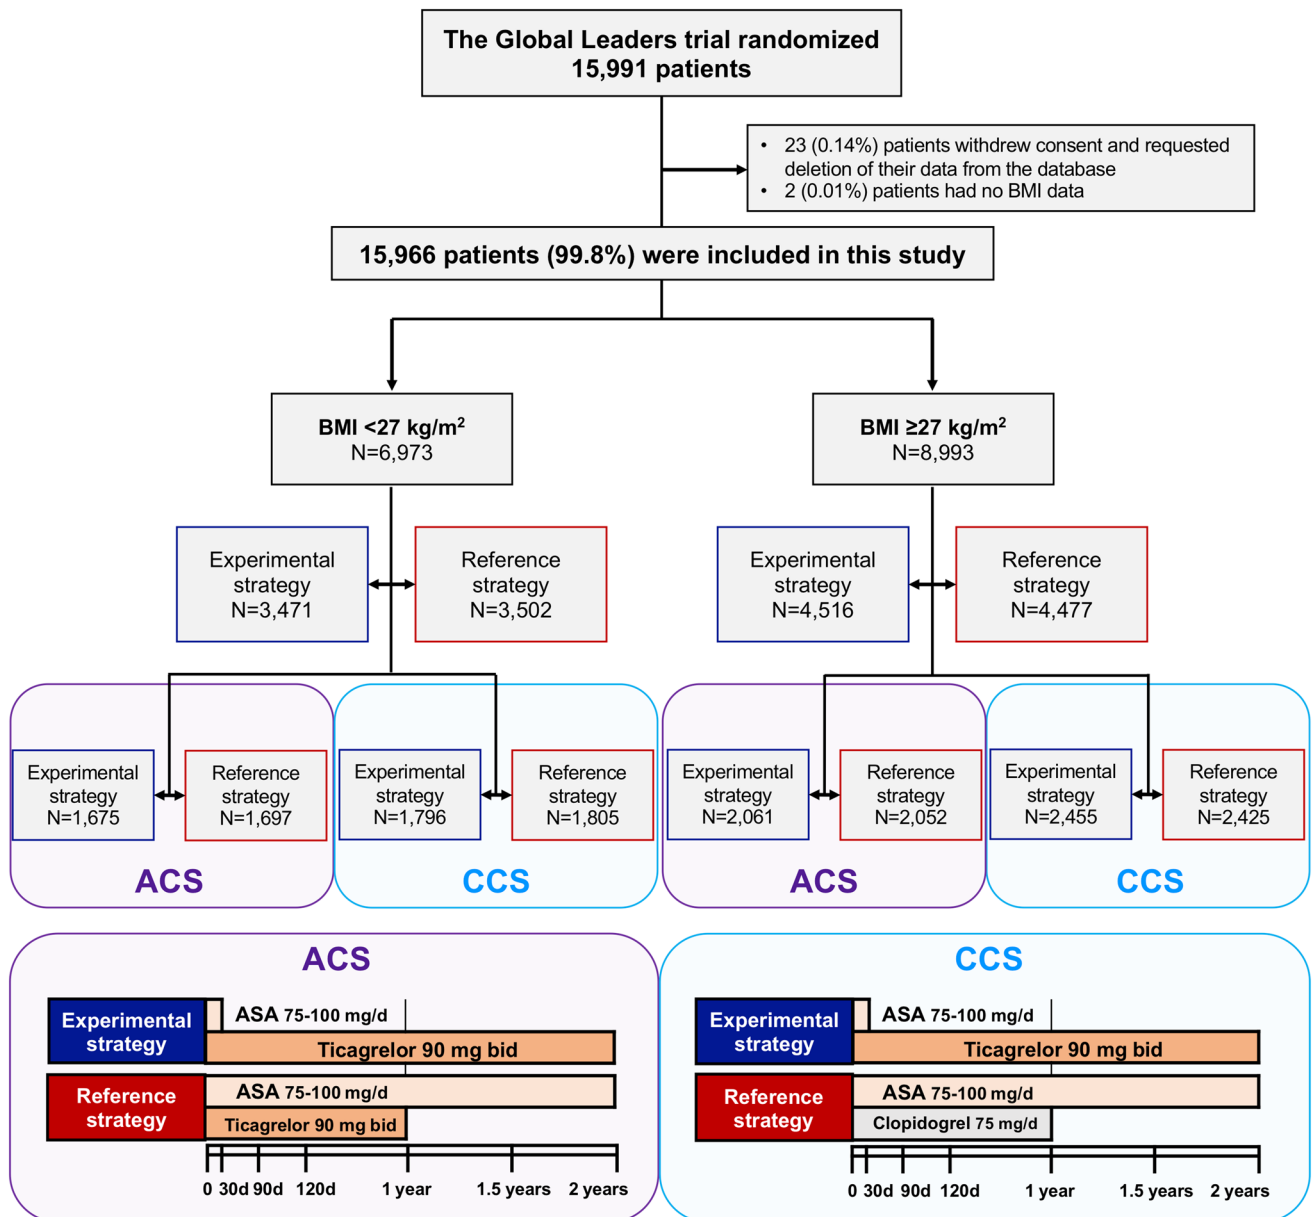 The Global Leaders trial randomized
15,991 patients
• 23 (0.14%) patients withdrew consent and requested
deletion of their data from the database
• 2 (0.01%) patients had no BMI data
15,966 patients (99.8%) were included in this study
BMI <27 kg/m²
N=6,973
BMI ≥27 kg/m²
N=8,993
Experimental
strategy
N=3,471
Reference
strategy
N=3,502
Experimental
strategy
N=4,516
Reference
strategy
N=4,477
Experimental
strategy
N=1,675
Reference
strategy
N=1,697
ACS
Experimental
strategy
N=1,796
Reference
strategy
N=1,805
CCS
Experimental
strategy
N=2,061
Reference
strategy
N=2,052
ACS
Experimental
strategy
N=2,455
Reference
strategy
N=2,425
CCS
ACS
Experimental
strategy
ASA 75-100 mg/d
Ticagrelor 90 mg bid
Reference
strategy
ASA 75-100 mg/d
Ticagrelor 90 mg bid
0 30d 90d 120d 1 year 1.5 years 2 years
CCS
Experimental
strategy
ASA 75-100 mg/d
Ticagrelor 90 mg bid
Reference
strategy
ASA 75-100 mg/d
Clopidogrel 75 mg/d
0 30d 90d 120d 1 year 1.5 years 2 years